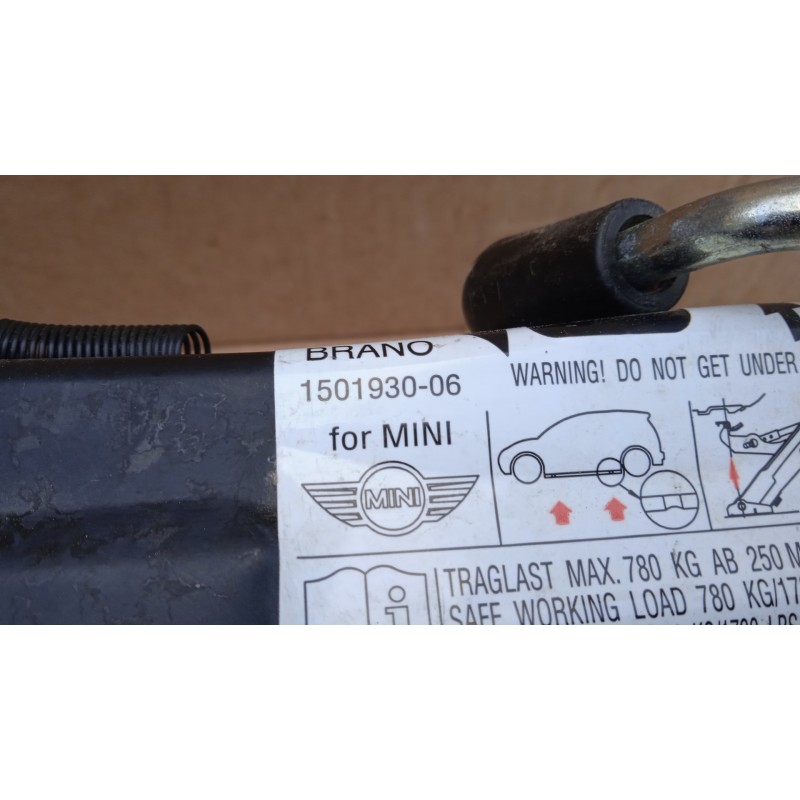 BRANO
1501930-06
for MINI
MINI
WARNING! DO NOT GET UNDER
TRAGLAST MAX. 780 KG AB 250
SAFE WORKING LOAD 780 KG/17